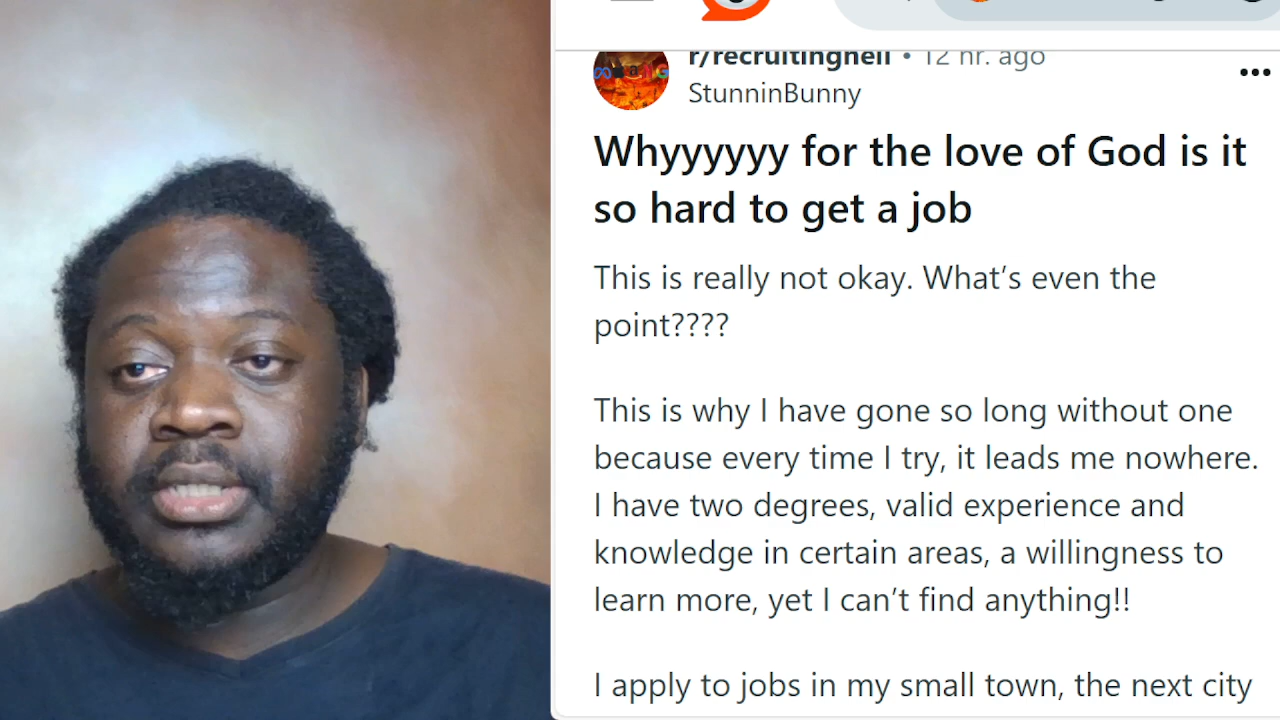 r/recruitinghell • 12 hr. ago
StunninBunny
Whyyyyyy for the love of God is it
so hard to get a job
This is really not okay. What’s even the
point????
This is why I have gone so long without one
because every time I try, it leads me nowhere.
I have two degrees, valid experience and
knowledge in certain areas, a willingness to
learn more, yet I can’t find anything!!
I apply to jobs in my small town, the next city